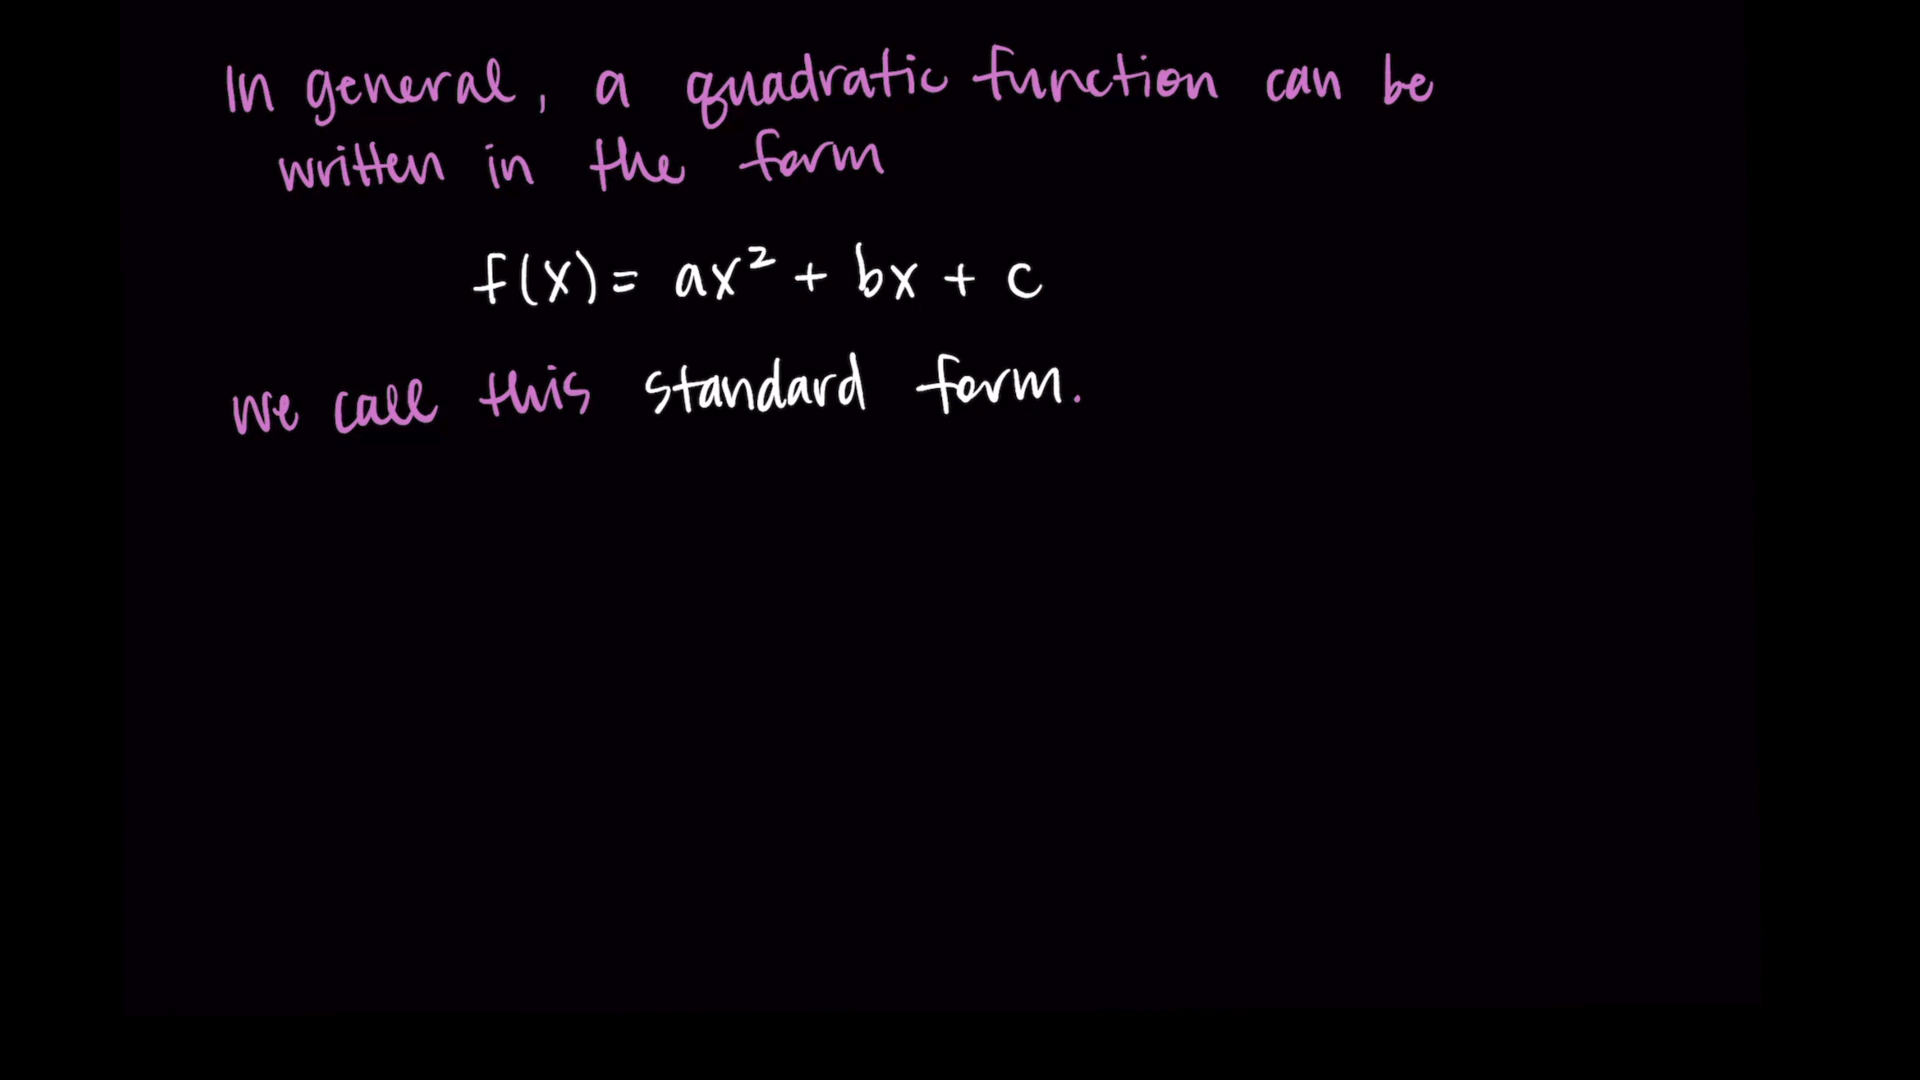 In general, a quadratic function can be
written in the form
f(x) = ax² + bx + c
We call this standard form.